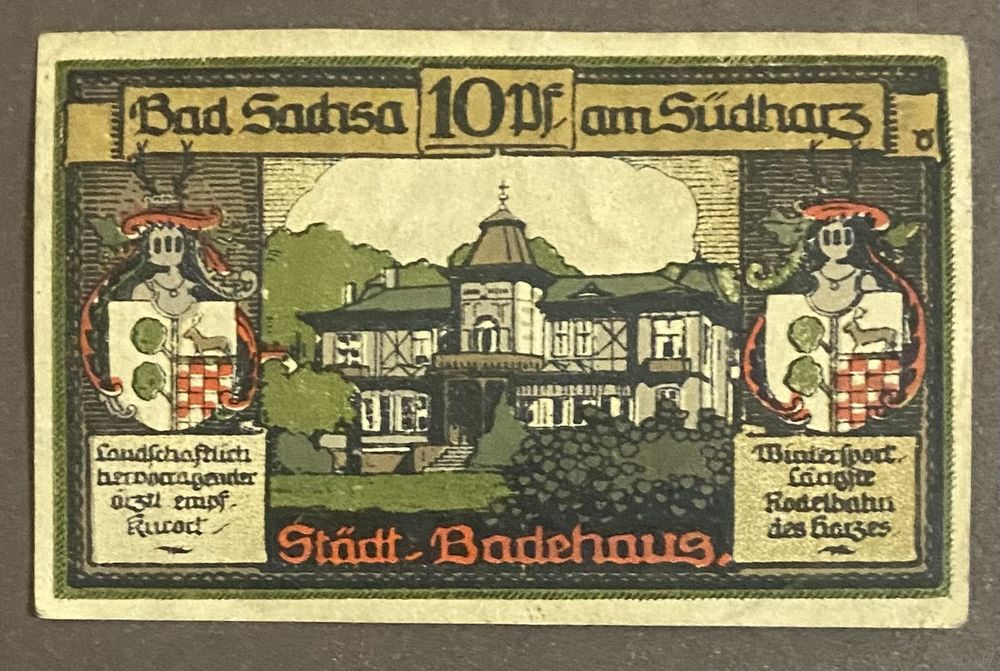 Bad Sachsa 10 Pf. am Südharz
Landschaftlich
hervorragender
ärztl. empf.
Kurort
Wintersport.
Längste
Rodelbahn
des Harzes
Städt.-Badehaus.